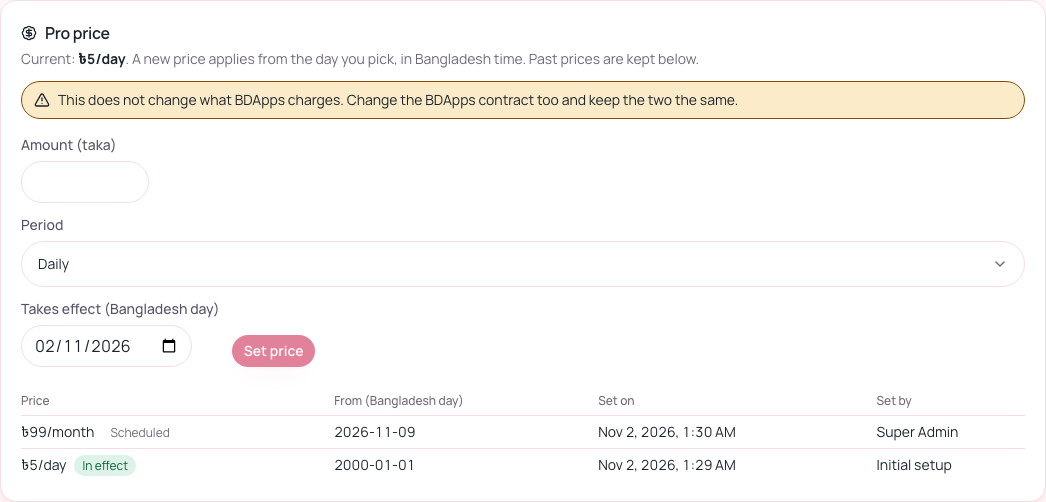 Pro price
Current: ৳5/day. A new price applies from the day you pick, in Bangladesh time. Past prices are kept below.
This does not change what BDApps charges. Change the BDApps contract too and keep the two the same.
Amount (taka)
Period
Daily
Takes effect (Bangladesh day)
02/11/2026
Set price
Price From (Bangladesh day) Set on Set by
৳99/month Scheduled 2026-11-09 Nov 2, 2026, 1:30 AM Super Admin
৳5/day In effect 2000-01-01 Nov 2, 2026, 1:29 AM Initial setup